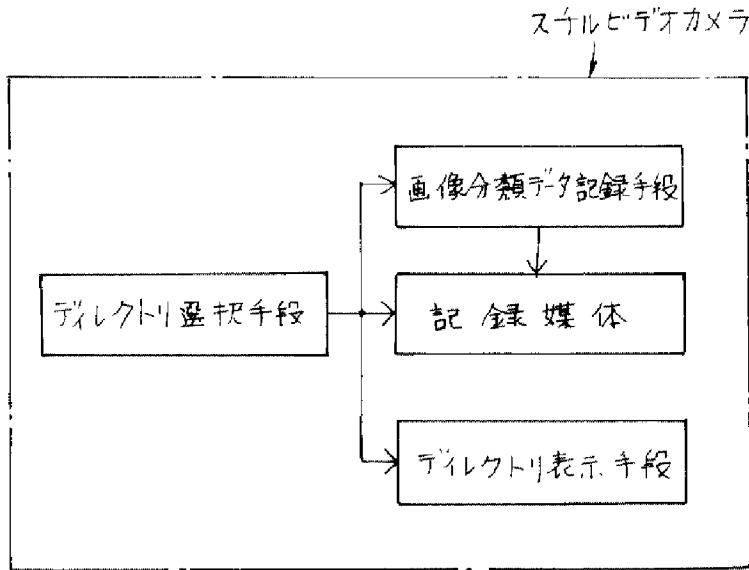 スチルビデオカメラ
画像分類データ記録手段
ディレクトリ選択手段
記録媒体
ディレクトリ表示手段